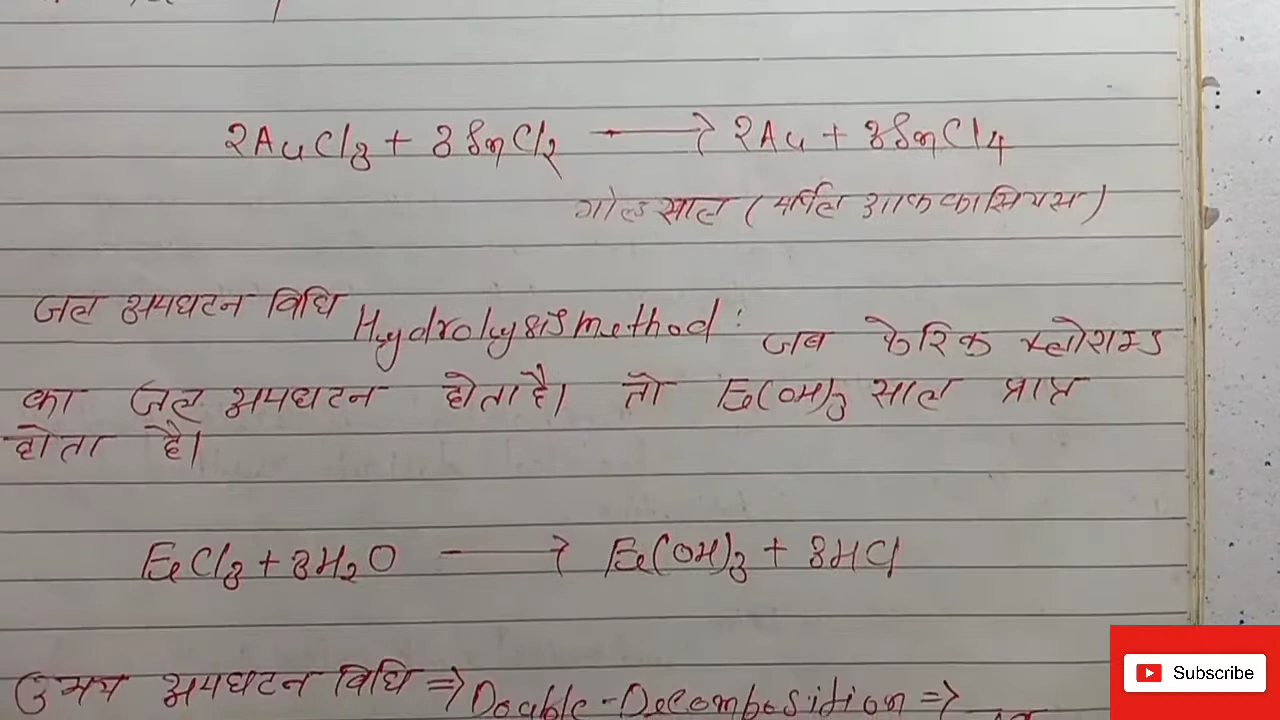 2AuCl3 + 3SnCl2 ⟶ 2Au + 3SnCl4
गोल्ड साल (पर्पल आफ कासियस)
जल अपघटन विधि Hydrolysis method : जब फेरिक क्लोराइड
का जल अपघटन होता है। तो Fe(OH)3 साल प्राप्त
होता है।
FeCl3 + 3H2O ⟶ Fe(OH)3 + 3HCl
उभय अपघटन विधि ⇒ Double-Decomposition ⇒
Subscribe